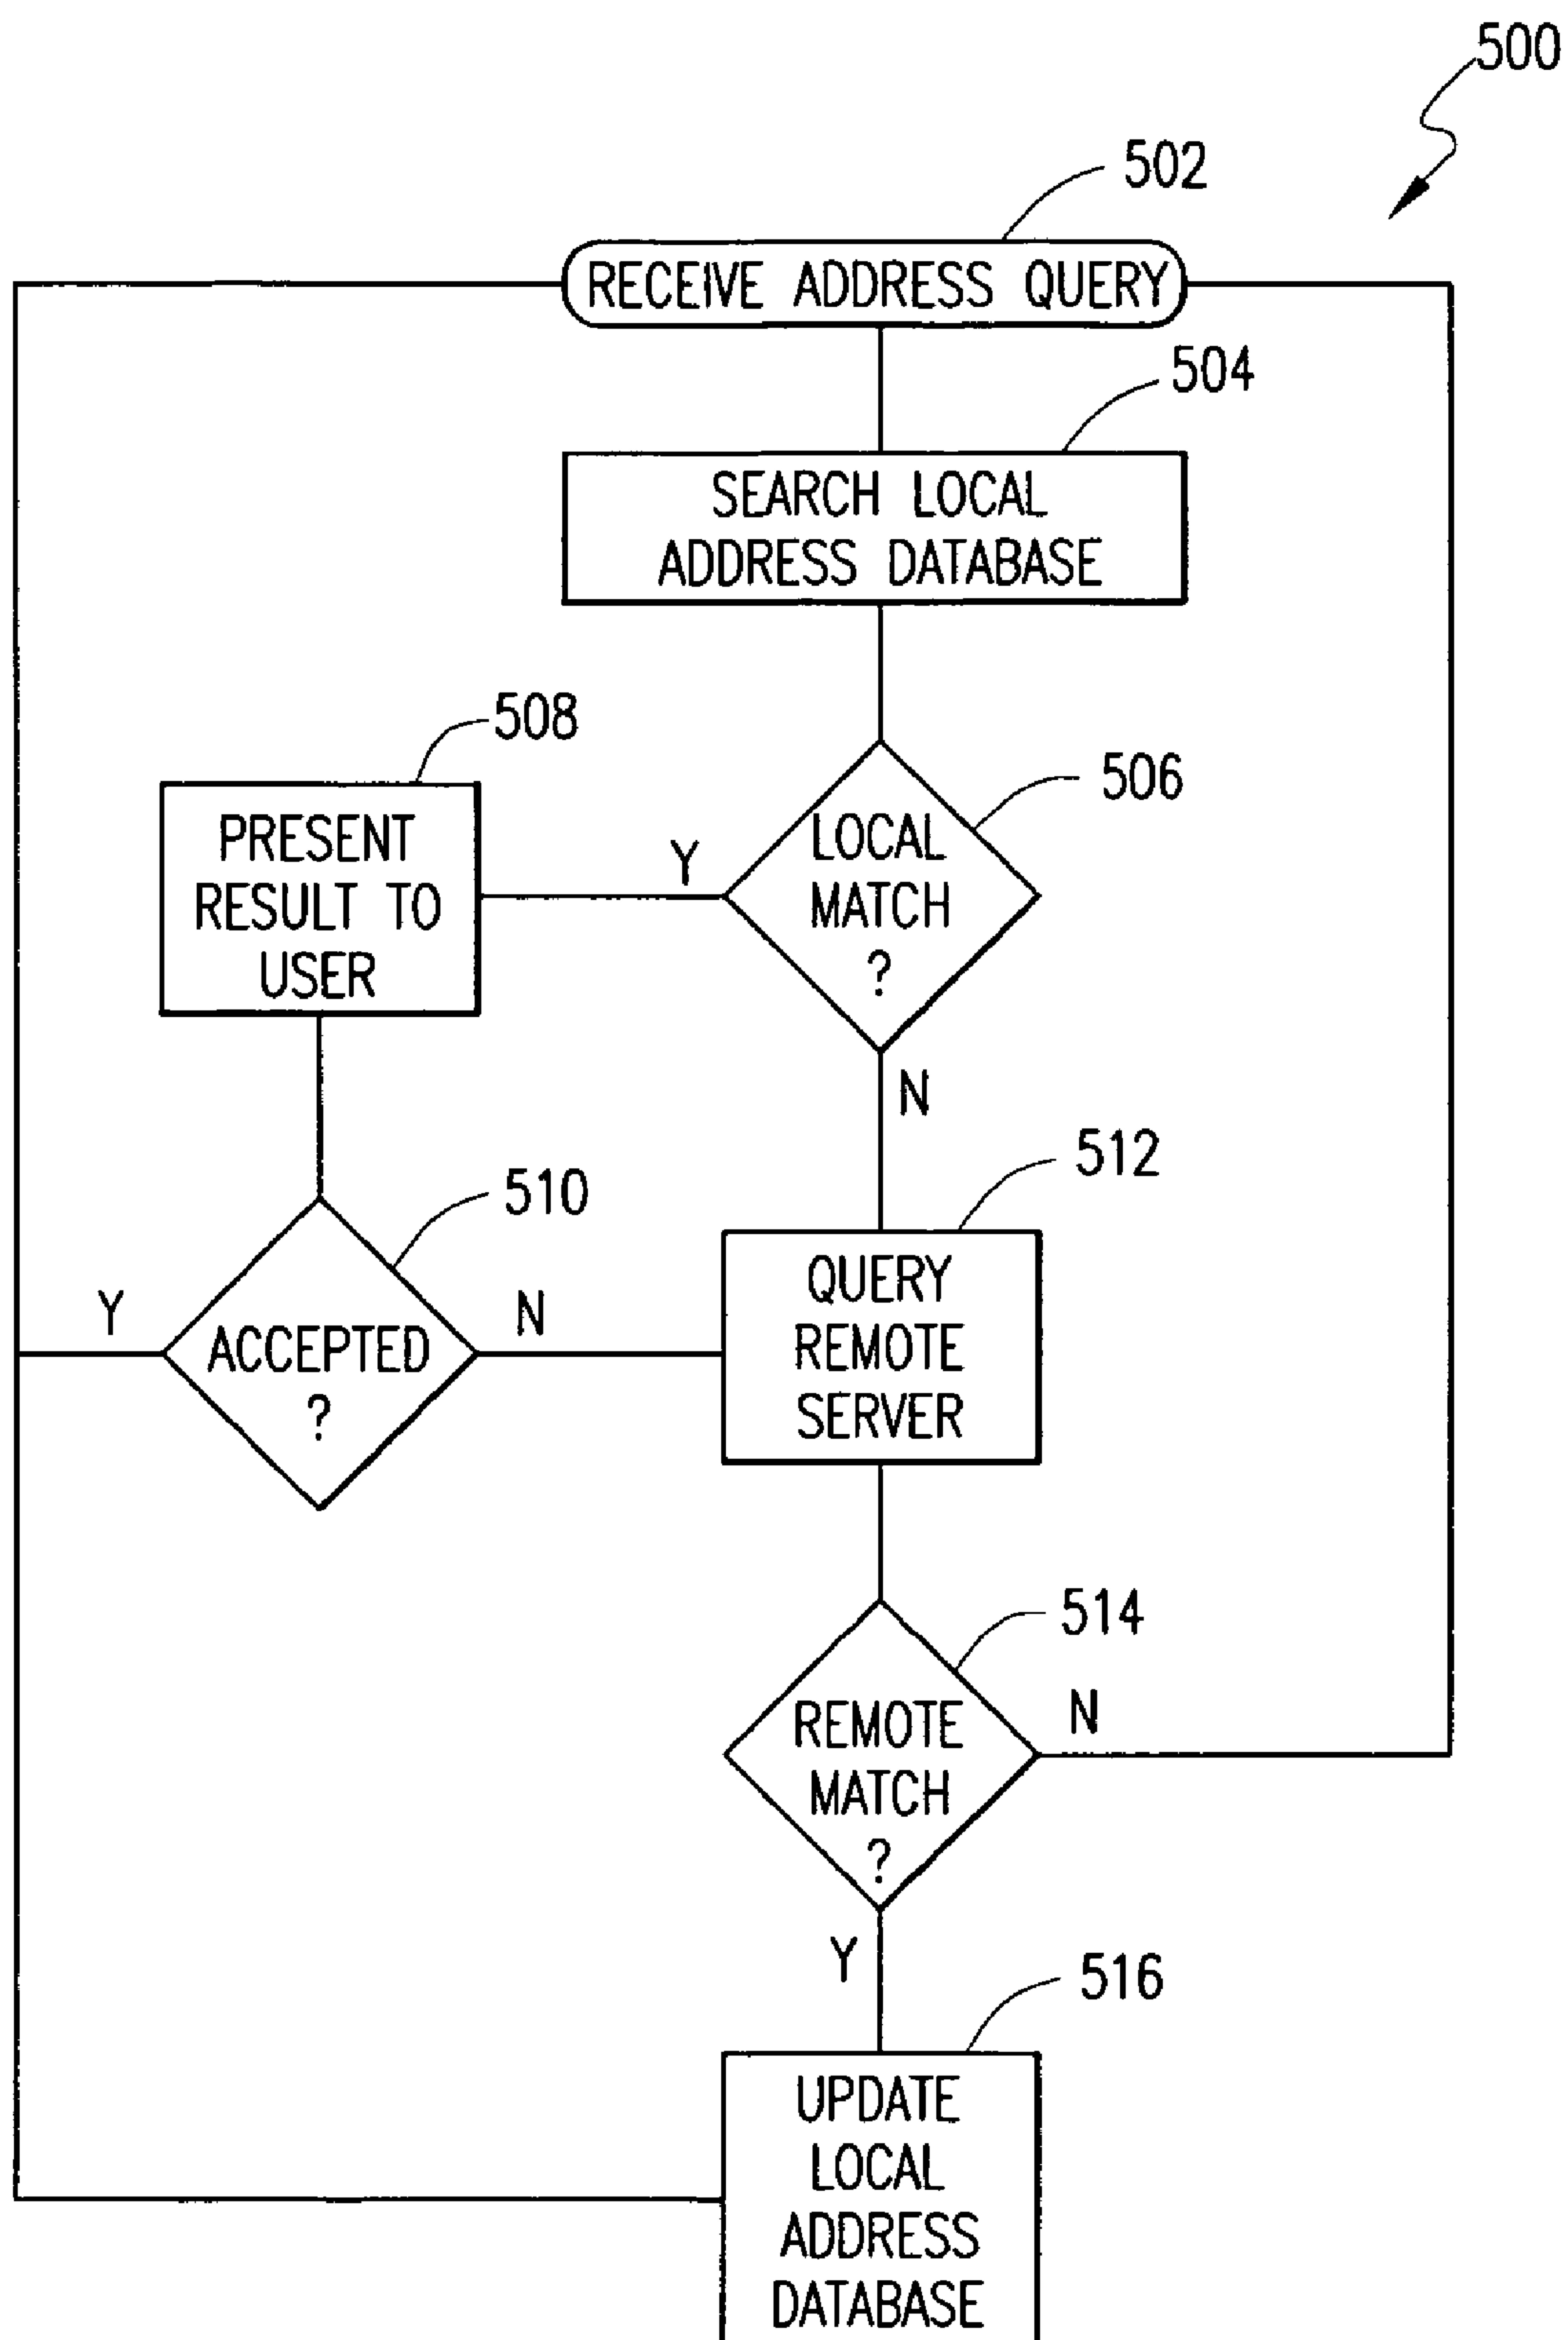 500
502
RECEIVE ADDRESS QUERY
504
SEARCH LOCAL
ADDRESS DATABASE
508
PRESENT
RESULT TO
USER
506
LOCAL
MATCH
?
Y
N
510
ACCEPTED
?
Y
N
512
QUERY
REMOTE
SERVER
514
REMOTE
MATCH
?
N
Y
516
UPDATE
LOCAL
ADDRESS
DATABASE